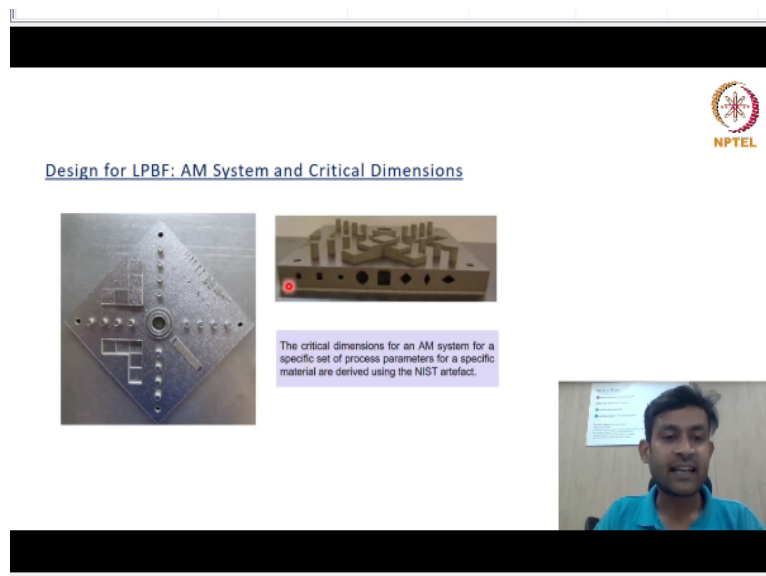 NPTEL
Design for LPBF: AM System and Critical Dimensions
The critical dimensions for an AM system for a
specific set of process parameters for a specific
material are derived using the NIST artefact.